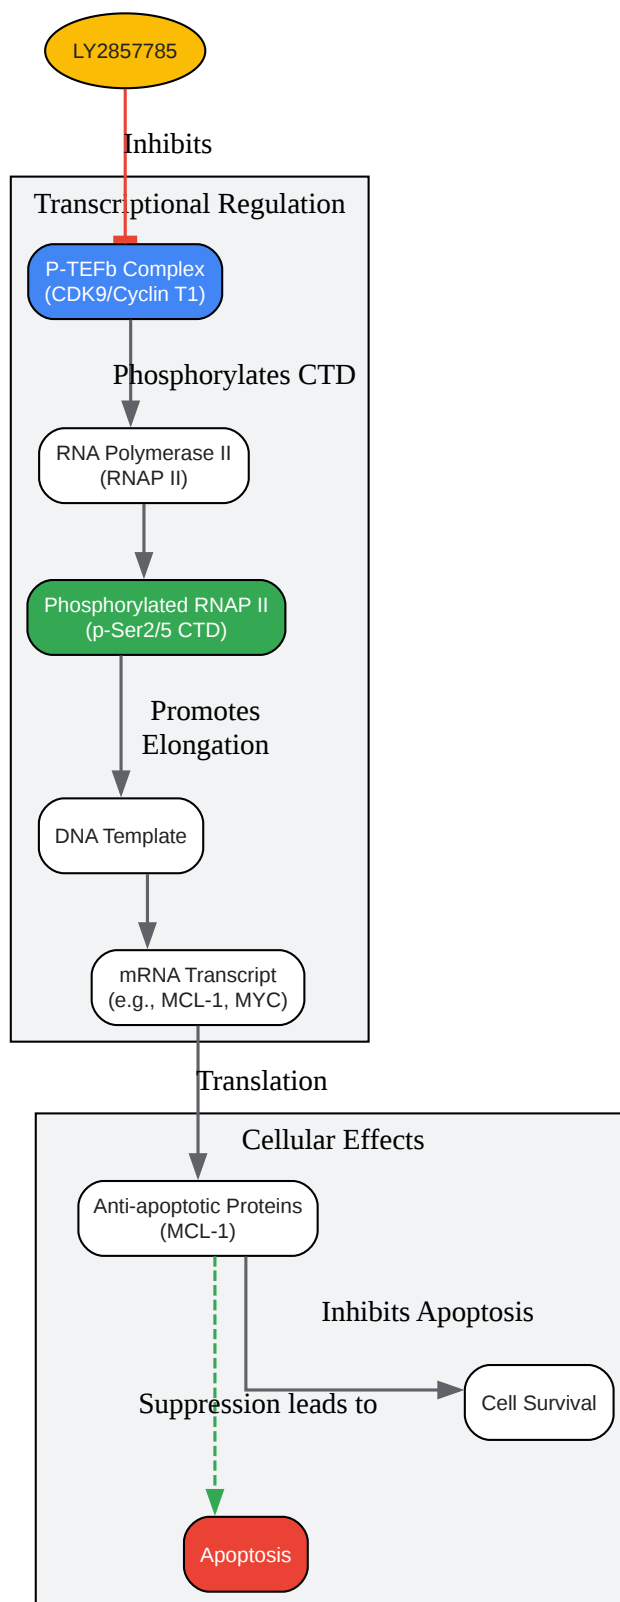 LY2857785
Inhibits
Transcriptional Regulation
P-TEFb Complex
(CDK9/Cyclin T1)
Phosphorylates CTD
RNA Polymerase II
(RNAP II)
Phosphorylated RNAP II
(p-Ser2/5 CTD)
Promotes
Elongation
DNA Template
mRNA Transcript
(e.g., MCL-1, MYC)
Translation
Cellular Effects
Anti-apoptotic Proteins
(MCL-1)
Inhibits Apoptosis
Cell Survival
Suppression leads to
Apoptosis